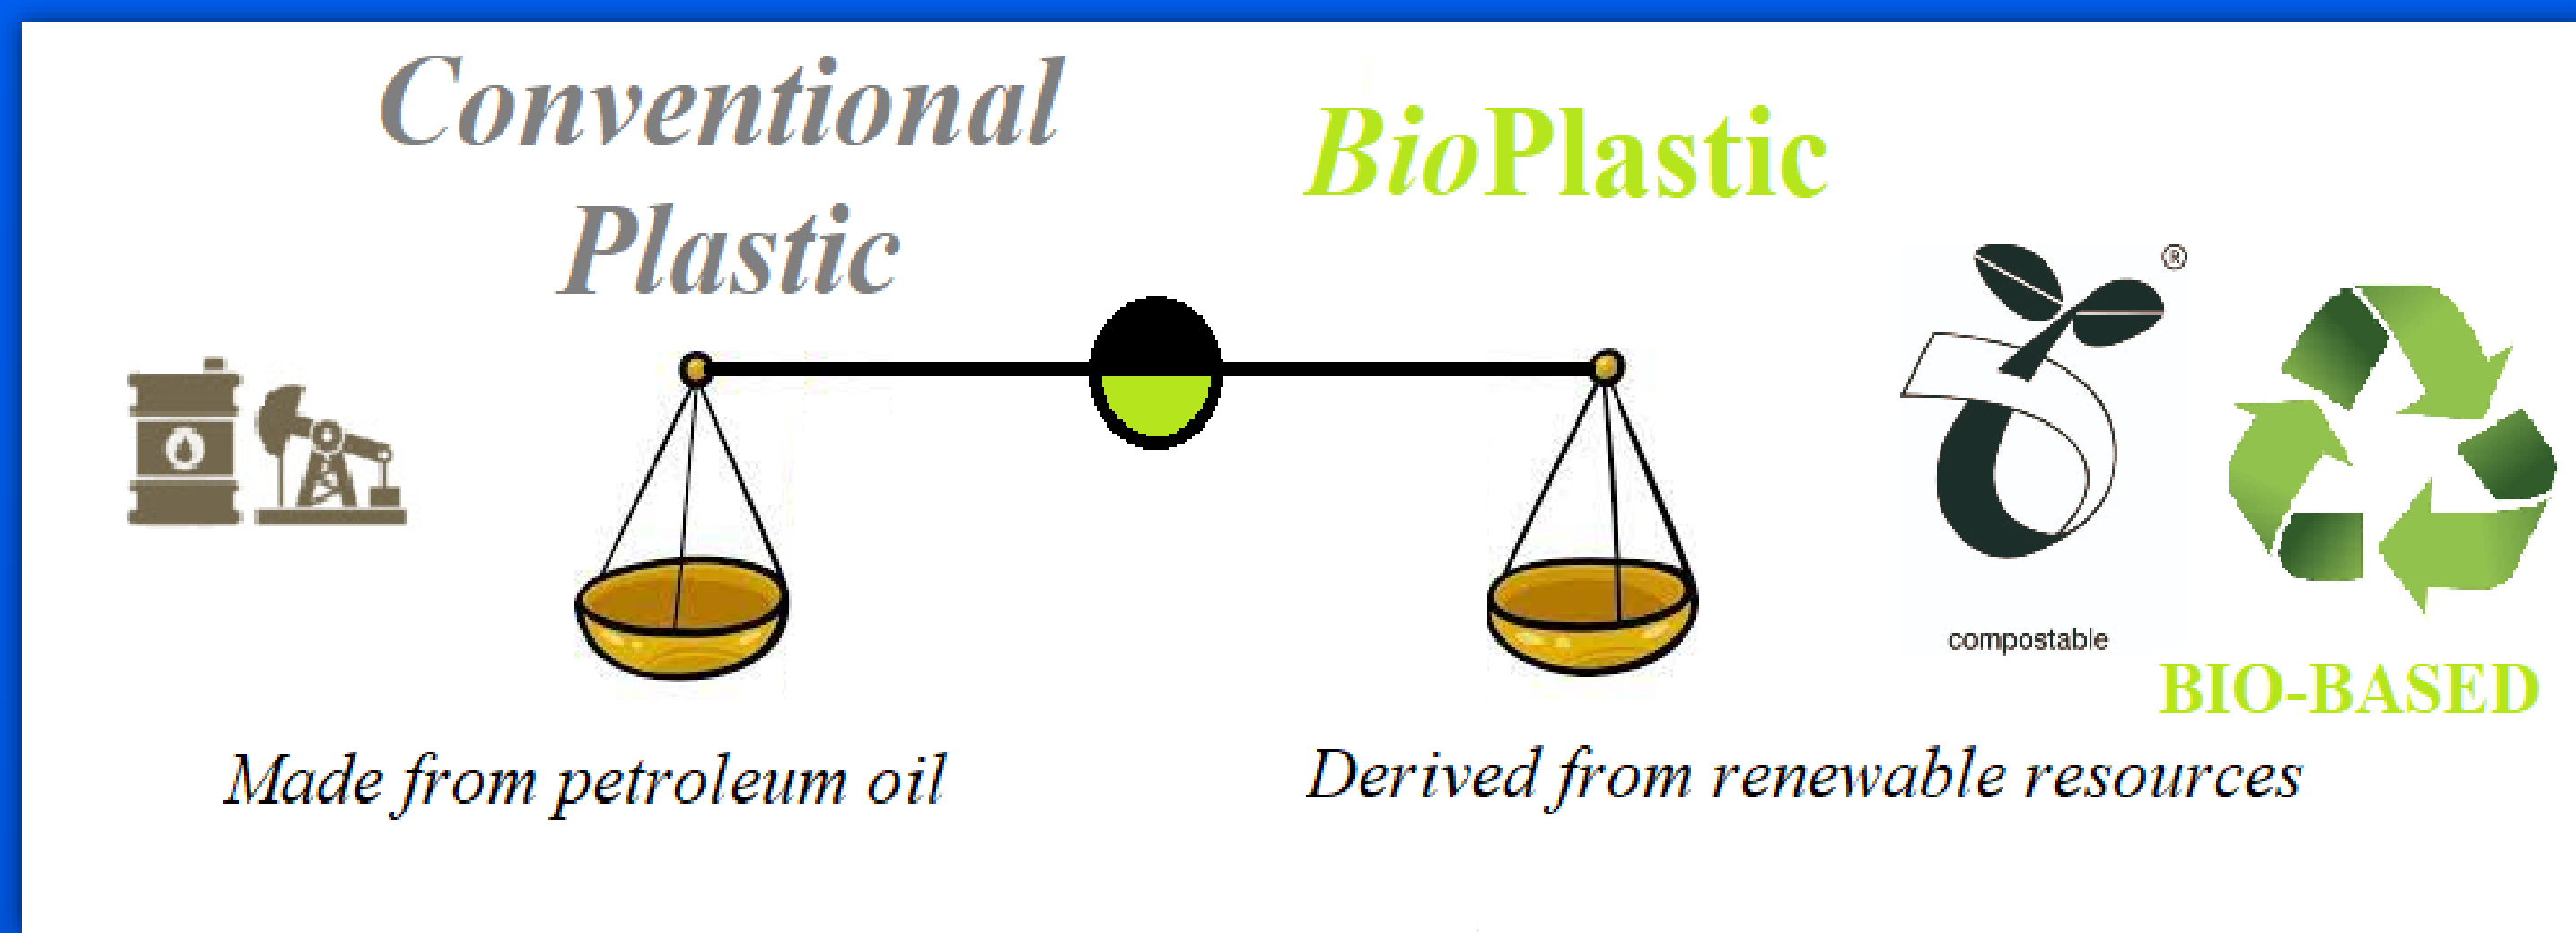 Conventional
Plastic
BioPlastic
®
compostable
BIO-BASED
Made from petroleum oil
Derived from renewable resources